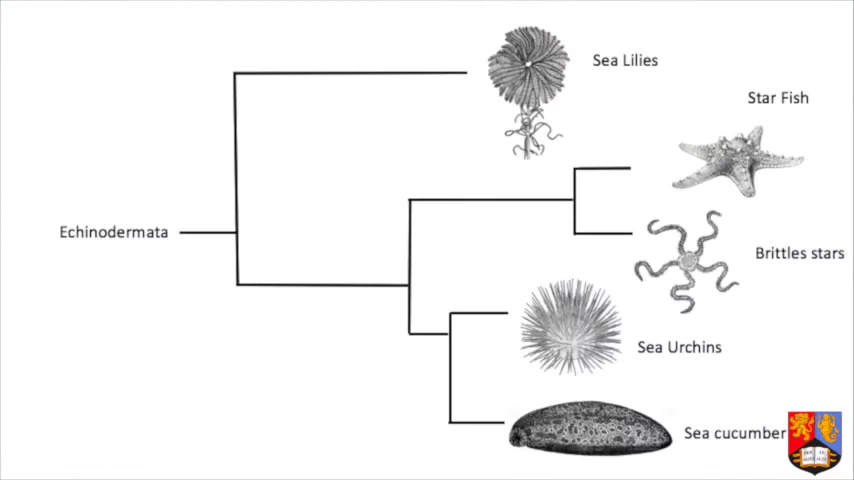 Sea Lilies
Star Fish
Echinodermata
Brittles stars
Sea Urchins
Sea cucumber